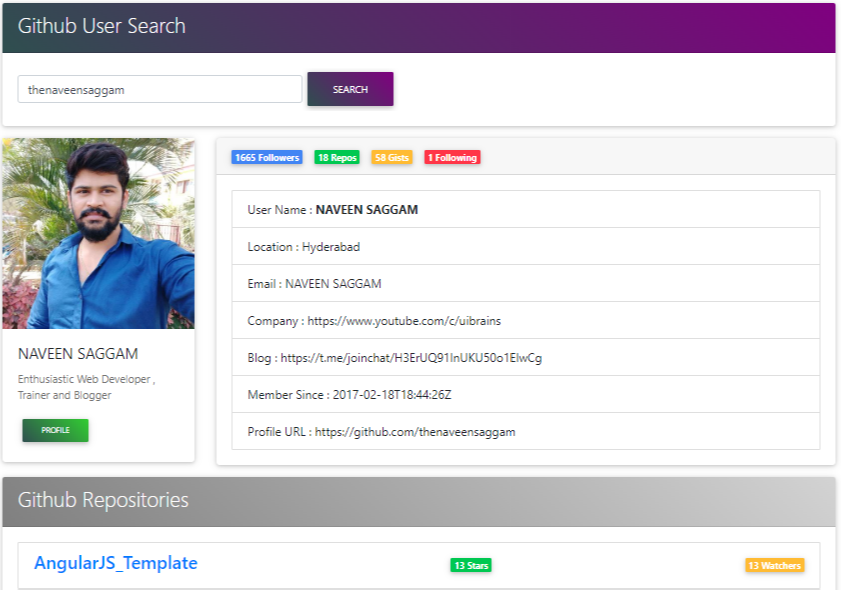 Github User Search
thenaveensaggam
SEARCH
1665 Followers 18 Repos 58 Gists 1 Following
User Name : NAVEEN SAGGAM
Location : Hyderabad
Email : NAVEEN SAGGAM
Company : https://www.youtube.com/c/uibrains
Blog : https://t.me/joinchat/H3ErUQ91InUKU50o1ElwCg
Member Since : 2017-02-18T18:44:26Z
Profile URL : https://github.com/thenaveensaggam
NAVEEN SAGGAM
Enthusiastic Web Developer ,
Trainer and Blogger
PROFILE
Github Repositories
AngularJS_Template 13 Stars 13 Watchers